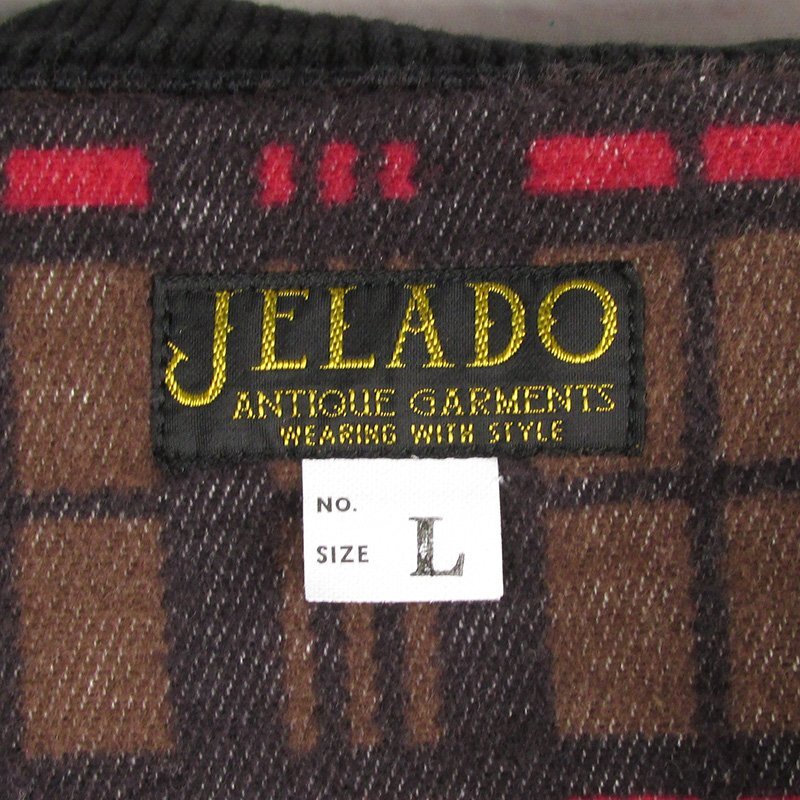 JELADO
ANTIQUE GARMENTS
WEARING WITH STYLE
NO.
SIZE L